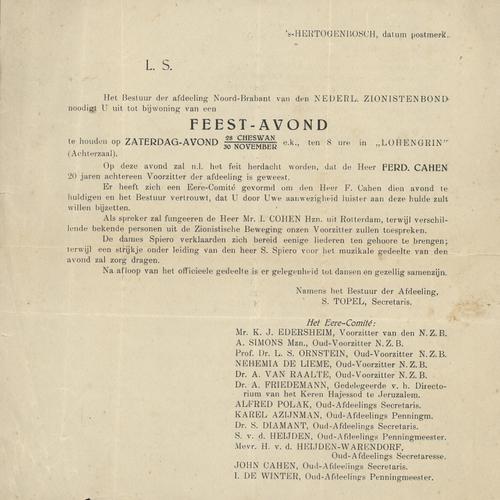 's-HERTOGENBOSCH, datum postmerk.
L. S.
Het Bestuur der afdeeling Noord-Brabant van den NEDERL. ZIONISTENBOND
noodigt U uit tot bijwoning van een
FEEST-AVOND
te houden op ZATERDAG-AVOND 28 CHESWAN / 30 NOVEMBER e.k., ten 8 ure in „LOHENGRIN"
(Achterzaal).
Op deze avond zal n.l. het feit herdacht worden, dat de Heer FERD. CAHEN
20 jaren achtereen Voorzitter der afdeeling is geweest.
Er heeft zich een Eere-Comité gevormd om den Heer F. Cahen dien avond te
huldigen en het Bestuur vertrouwt, dat U door Uwe aanwezigheid luister aan deze hulde zult
willen bijzetten.
Als spreker zal fungeeren de Heer Mr. I. COHEN Hzn. uit Rotterdam, terwijl verschil-
lende bekende personen uit de Zionistische Beweging onzen Voorzitter zullen toespreken.
De dames Spiero verklaarden zich bereid eenige liederen ten gehoore te brengen;
terwijl een strijkje onder leiding van den heer S. Spiero voor het muzikale gedeelte van den
avond zal zorg dragen.
Na afloop van het officieele gedeelte is er gelegenheid tot dansen en gezellig samenzijn.
Namens het Bestuur der Afdeeling,
S. TOPEL, Secretaris.
Het Eere-Comité:
Mr. K. J. EDERSHEIM, Voorzitter van den N. Z. B.
A. SIMONS Mzn., Oud-Voorzitter N. Z. B.
Prof. Dr. L. S. ORNSTEIN, Oud-Voorzitter N. Z. B.
NEHEMIA DE LIEME, Oud-Voorzitter N. Z. B.
Dr. A. VAN RAALTE, Oud-Voorzitter N. Z. B.
Dr. A. FRIEDEMANN, Gedelegeerde v. h. Directo-
rium van het Keren Hajessod te Jeruzalem.
ALFRED POLAK, Oud-Afdeelings Secretaris.
KAREL AZIJNMAN, Oud-Afdeelings Penningm.
Dr. S. DIAMANT, Oud-Afdeelings Secretaris.
S. v. d. HEIJDEN, Oud-Afdeelings Penningmeester.
Mevr. H. v. d. HEIJDEN-WARENDORF,
Oud-Afdeelings Secretaresse.
JOHN CAHEN, Oud-Afdeelings Secretaris.
I. DE WINTER, Oud-Afdeelings Penningmeester.